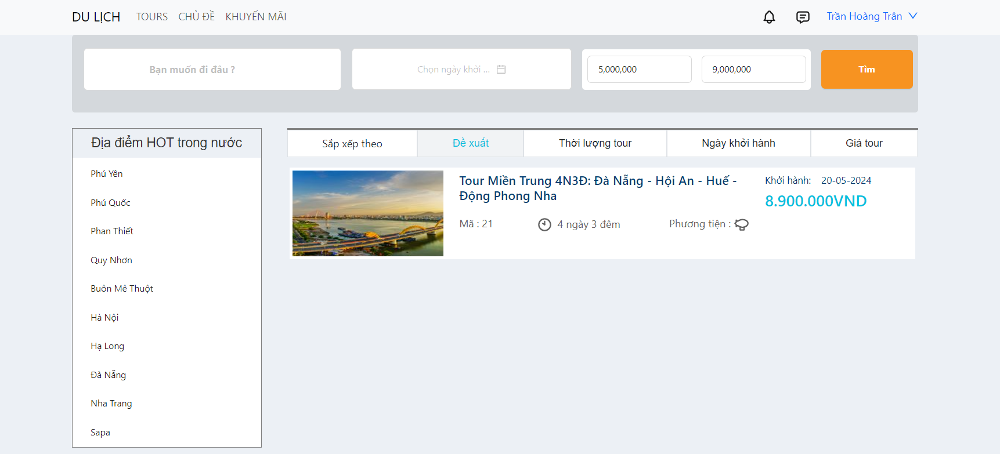 DU LỊCH TOURS CHỦ ĐỀ KHUYẾN MÃI Trần Hoàng Trân
Bạn muốn đi đâu ? Chọn ngày khởi ... 5,000,000 9,000,000 Tìm
Địa điểm HOT trong nước
Phú Yên
Phú Quốc
Phan Thiết
Quy Nhơn
Buôn Mê Thuột
Hà Nội
Hạ Long
Đà Nẵng
Nha Trang
Sapa
Sắp xếp theo Đề xuất Thời lượng tour Ngày khởi hành Giá tour
Tour Miền Trung 4N3Đ: Đà Nẵng - Hội An - Huế -
Động Phong Nha
Mã : 21 4 ngày 3 đêm Phương tiện :
Khởi hành: 20-05-2024
8.900.000VND